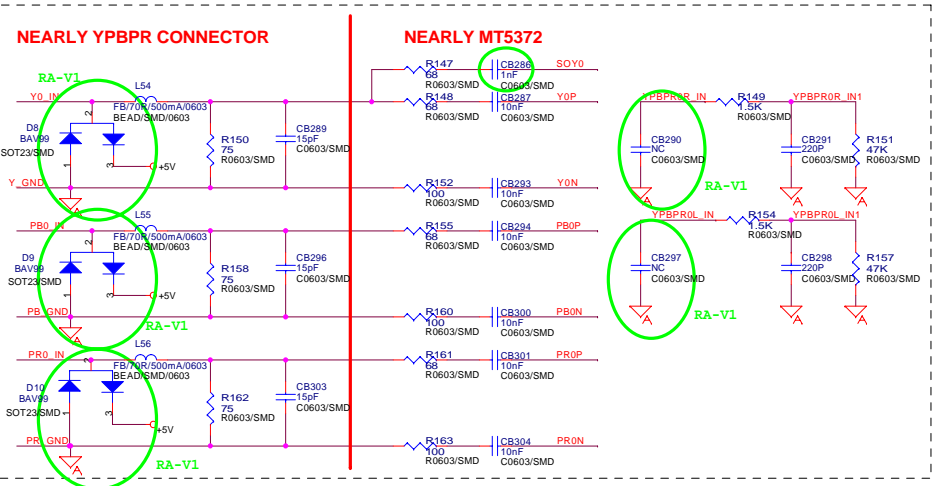 NEARLY YPBPR CONNECTOR
NEARLY MT5372
RA-V1
Y0_IN
L54
FB/70R/500mA/0603
BEAD/SMD/0603
D8
BAV99
SOT23/SMD
2
1
3
+5V
R150
75
R0603/SMD
CB289
15pF
C0603/SMD
Y_GND
R147
68
R0603/SMD
CB286
1nF
C0603/SMD
SOY0
R148
68
R0603/SMD
CB287
10nF
C0603/SMD
Y0P
R152
100
R0603/SMD
CB293
10nF
C0603/SMD
Y0N
PB0_IN
L55
FB/70R/500mA/0603
BEAD/SMD/0603
D9
BAV99
SOT23/SMD
2
1
3
+5V
R158
75
R0603/SMD
CB296
15pF
C0603/SMD
PB_GND
RA-V1
R155
68
R0603/SMD
CB294
10nF
C0603/SMD
PB0P
R160
100
R0603/SMD
CB300
10nF
C0603/SMD
PB0N
PR0_IN
L56
FB/70R/500mA/0603
BEAD/SMD/0603
D10
BAV99
SOT23/SMD
2
1
3
+5V
R162
75
R0603/SMD
CB303
15pF
C0603/SMD
PR_GND
RA-V1
R161
68
R0603/SMD
CB301
10nF
C0603/SMD
PR0P
R163
100
R0603/SMD
CB304
10nF
C0603/SMD
PR0N
YPBPR0R_IN
R149
1.5K
R0603/SMD
YPBPR0R_IN1
CB290
NC
C0603/SMD
CB291
220P
C0603/SMD
R151
47K
R0603/SMD
RA-V1
YPBPR0L_IN
R154
1.5K
R0603/SMD
YPBPR0L_IN1
CB297
NC
C0603/SMD
CB298
220P
C0603/SMD
R157
47K
R0603/SMD
RA-V1
A
A
A
A
A
A
A
A
A